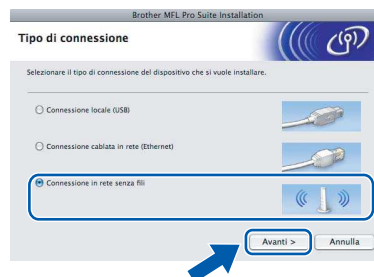 Brother MFL Pro Suite Installation
Tipo di connessione
Selezionare il tipo di connessione del dispositivo che si vuole installare.
Connessione locale (USB)
Connessione cablata in rete (Ethernet)
Connessione in rete senza fili
Avanti >
Annulla